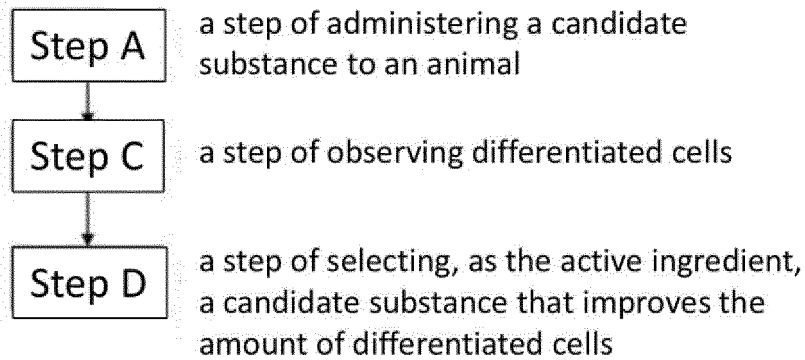 Step A
a step of administering a candidate
substance to an animal
Step C
a step of observing differentiated cells
Step D
a step of selecting, as the active ingredient,
a candidate substance that improves the
amount of differentiated cells